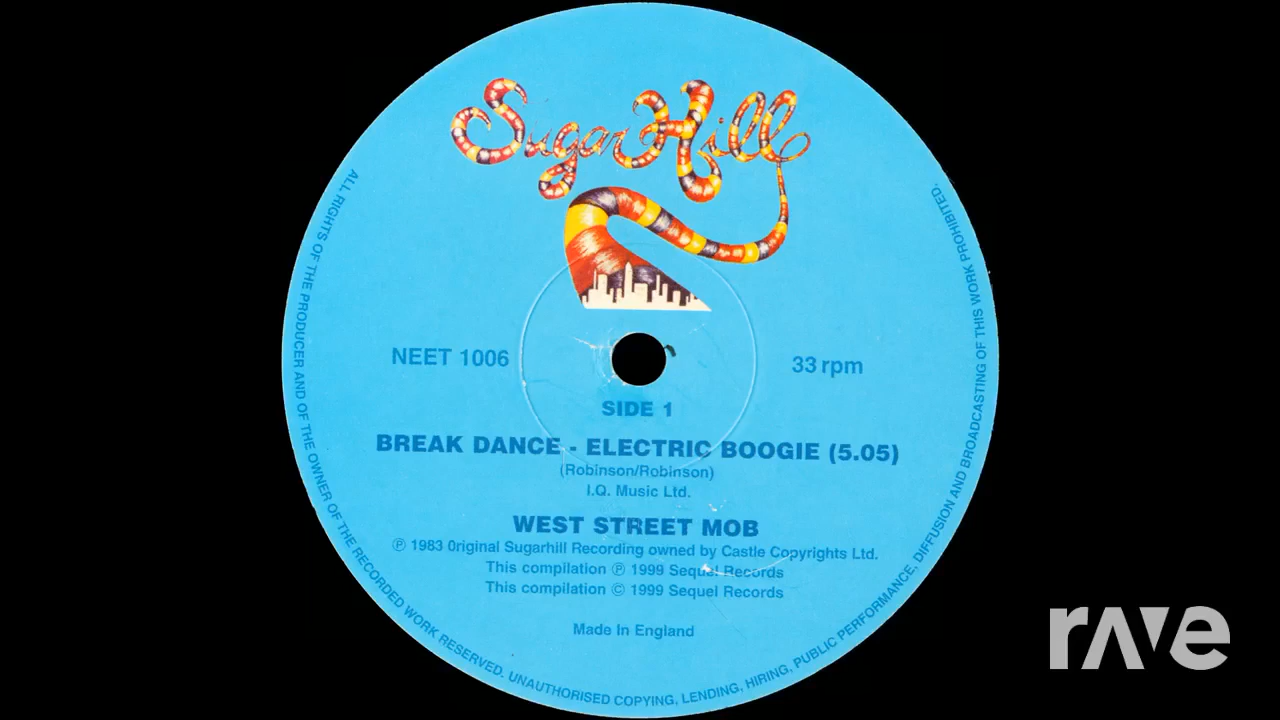 Sugar Hill
ALL RIGHTS OF THE PRODUCER AND OF THE OWNER OF THE RECORDED WORK RESERVED. UNAUTHORISED COPYING, LENDING, HIRING, PUBLIC PERFORMANCE, DIFFUSION AND BROADCASTING OF THIS WORK PROHIBITED.
NEET 1006
33 rpm
SIDE 1
BREAK DANCE - ELECTRIC BOOGIE (5.05)
(Robinson/Robinson)
I.Q. Music Ltd.
WEST STREET MOB
℗ 1983 0riginal Sugarhill Recording owned by Castle Copyrights Ltd.
This compilation ℗ 1999 Sequel Records
This compilation © 1999 Sequel Records
Made In England
rave